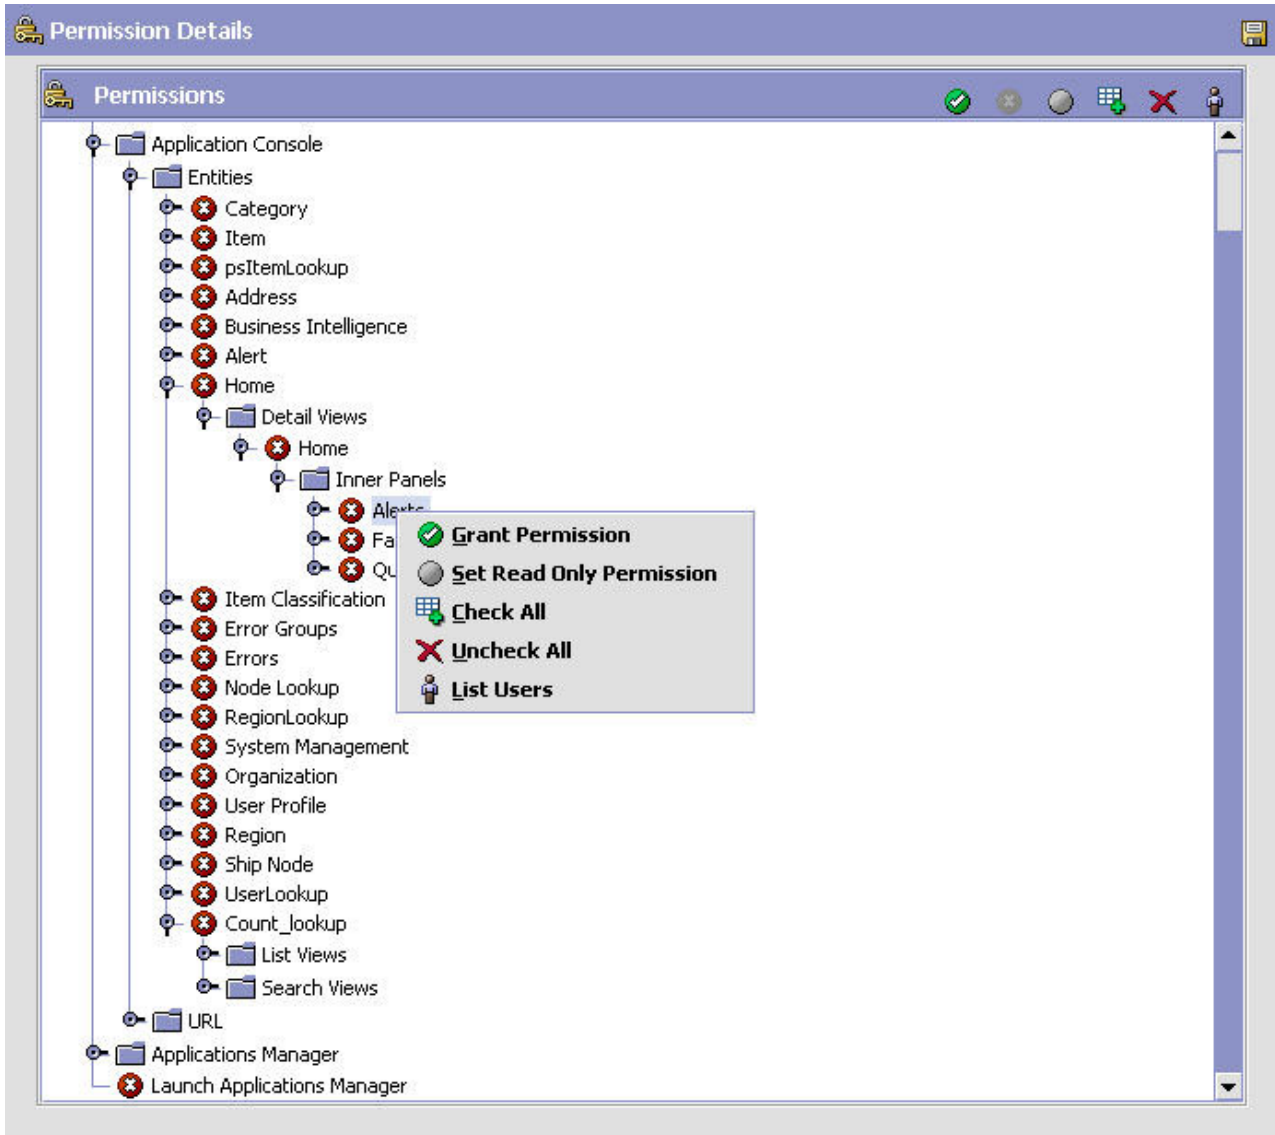 Permission Details
Permissions
Application Console
Entities
Category
Item
psItemLookup
Address
Business Intelligence
Alert
Home
Detail Views
Home
Inner Panels
Alerts
Fa
Qu
Grant Permission
Set Read Only Permission
Check All
Uncheck All
List Users
Item Classification
Error Groups
Errors
Node Lookup
RegionLookup
System Management
Organization
User Profile
Region
Ship Node
UserLookup
Count_lookup
List Views
Search Views
URL
Applications Manager
Launch Applications Manager